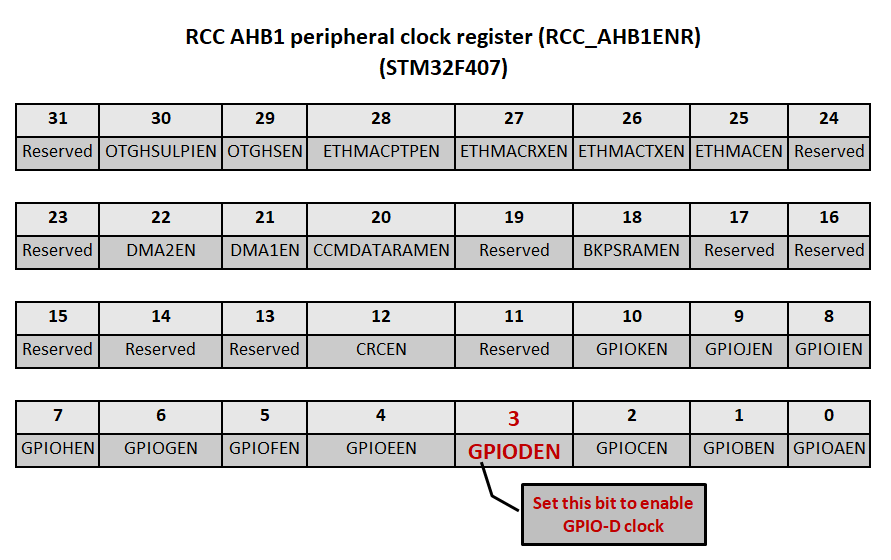 RCC AHB1 peripheral clock register (RCC_AHB1ENR)
(STM32F407)
31 30 29 28 27 26 25 24
Reserved OTGHSULPIEN OTGHSEN ETHMACPTPEN ETHMACRXEN ETHMACTXEN ETHMACEN Reserved
23 22 21 20 19 18 17 16
Reserved DMA2EN DMA1EN CCMDATARAMEN Reserved BKPSRAMEN Reserved Reserved
15 14 13 12 11 10 9 8
Reserved Reserved Reserved CRCEN Reserved GPIOKEN GPIOJEN GPIOIEN
7 6 5 4 3 2 1 0
GPIOHEN GPIOGEN GPIOFEN GPIOEEN GPIODEN GPIOCEN GPIOBEN GPIOAEN
Set this bit to enable
GPIO-D clock